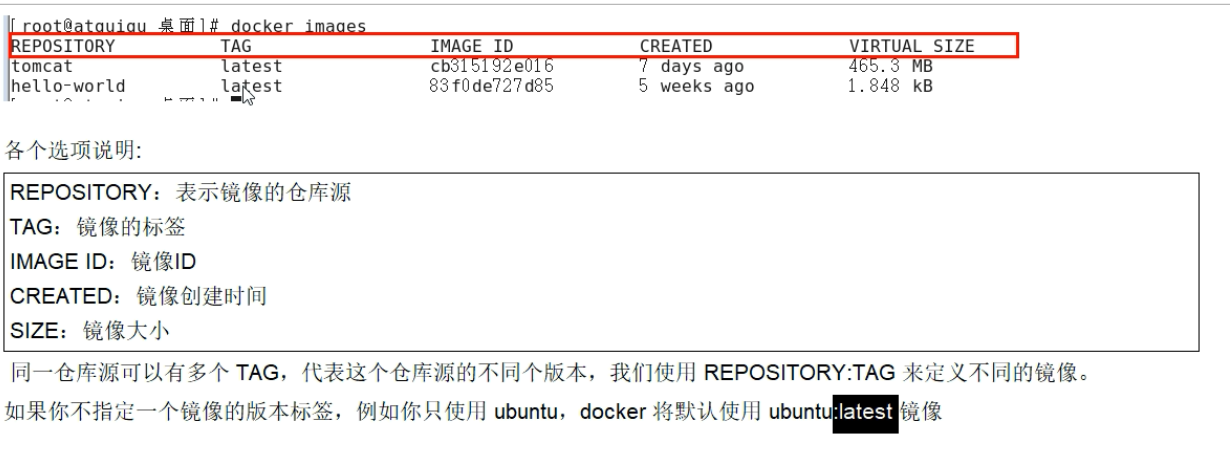 [root@atguigu 桌面]# docker images
REPOSITORY TAG IMAGE ID CREATED VIRTUAL SIZE
tomcat latest cb315192e016 7 days ago 465.3 MB
hello-world latest 83f0de727d85 5 weeks ago 1.848 kB
各个选项说明:
REPOSITORY：表示镜像的仓库源
TAG：镜像的标签
IMAGE ID：镜像ID
CREATED：镜像创建时间
SIZE：镜像大小
同一仓库源可以有多个 TAG，代表这个仓库源的不同个版本，我们使用 REPOSITORY:TAG 来定义不同的镜像。
如果你不指定一个镜像的版本标签，例如你只使用 ubuntu，docker 将默认使用 ubuntu:latest 镜像